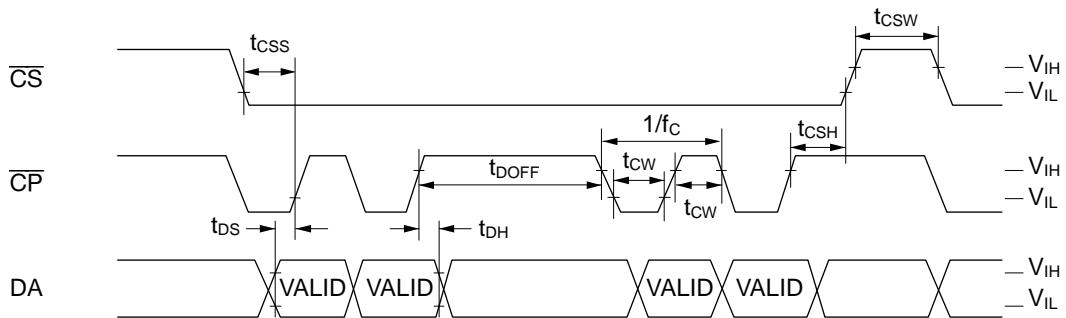 tCSS
tCSW
CS
VIH
VIL
1/fC
tCSH
tCW
CP
tDOFF
VIH
tCW
VIL
tDS
tDH
DA
VALID VALID VALID VALID
VIH
VIL